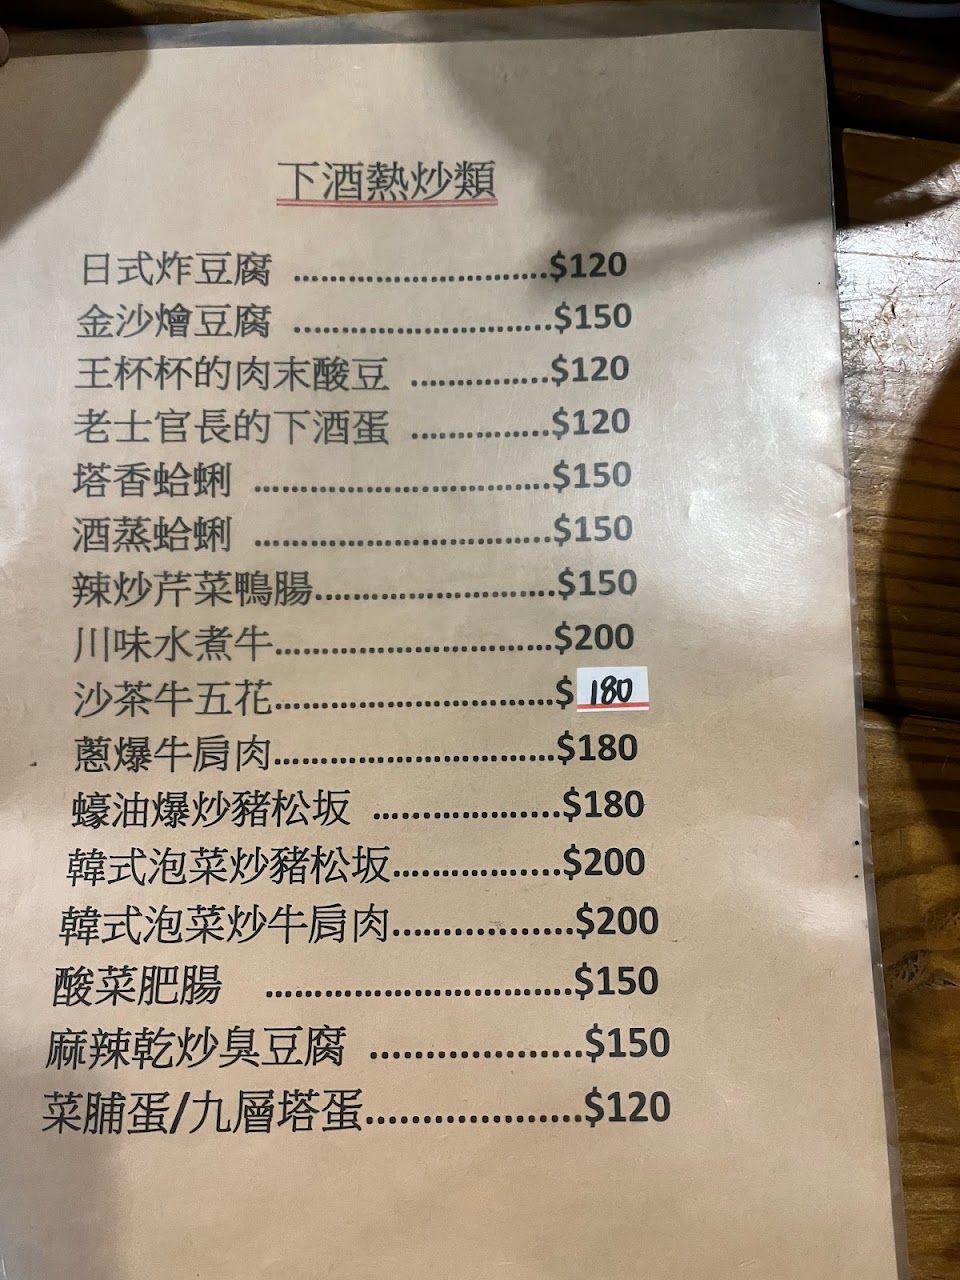 下酒熱炒類
日式炸豆腐 ............................$120
金沙燴豆腐 ............................$150
王杯杯的肉末酸豆 ...............$120
老士官長的下酒蛋 ...............$120
塔香蛤蜊 ................................$150
酒蒸蛤蜊 ................................$150
辣炒芹菜鴨腸..........................$150
川味水煮牛..............................$200
沙茶牛五花..............................$ 180
蔥爆牛肩肉..............................$180
蠔油爆炒豬松坂 ....................$180
韓式泡菜炒豬松坂..................$200
韓式泡菜炒牛肩肉..................$200
酸菜肥腸 ..............................$150
麻辣乾炒臭豆腐 ....................$150
菜脯蛋/九層塔蛋....................$120